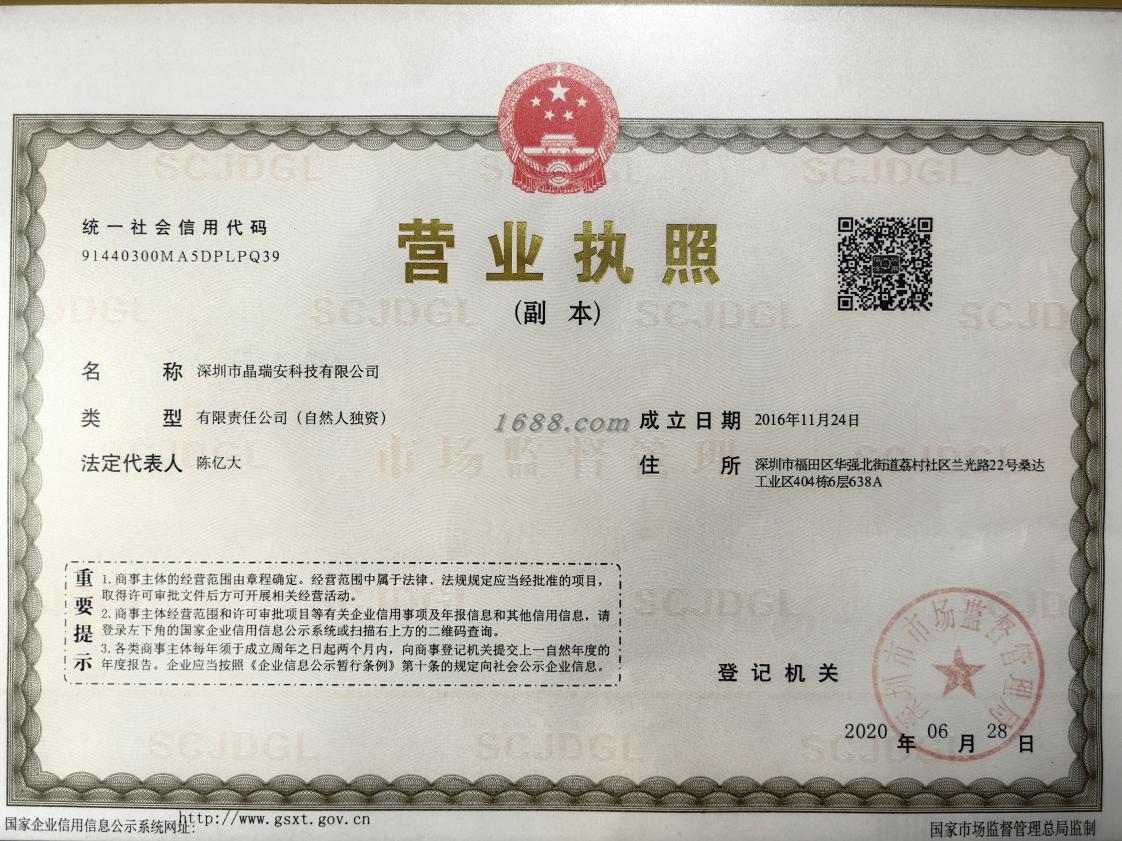 统一社会信用代码
91440300MA5DPLPQ39
营业执照
(副 本)
名 称 深圳市晶瑞安科技有限公司
类 型 有限责任公司（自然人独资）
法定代表人 陈亿大
1688.com
成立日期 2016年11月24日
住 所 深圳市福田区华强北街道荔村社区兰光路22号桑达
工业区404栋6层638A
市场监督管理
SCJDGL
重要提示
1. 商事主体的经营范围由章程确定。经营范围中属于法律、法规规定应当经批准的项目，
取得许可审批文件后方可开展相关经营活动。
2. 商事主体经营范围和许可审批项目等有关企业信用事项及年报信息和其他信用信息，请
登录左下角的国家企业信用信息公示系统或扫描右上方的二维码查询。
3. 各类商事主体每年须于成立周年之日起两个月内，向商事登记机关提交上一自然年度的
年度报告。企业应当按照《企业信息公示暂行条例》第十条的规定向社会公示企业信息。
登记机关
深圳市市场监督管理局
2020 年 06 月 28 日
国家企业信用信息公示系统网址: http://www.gsxt.gov.cn
国家市场监督管理总局监制